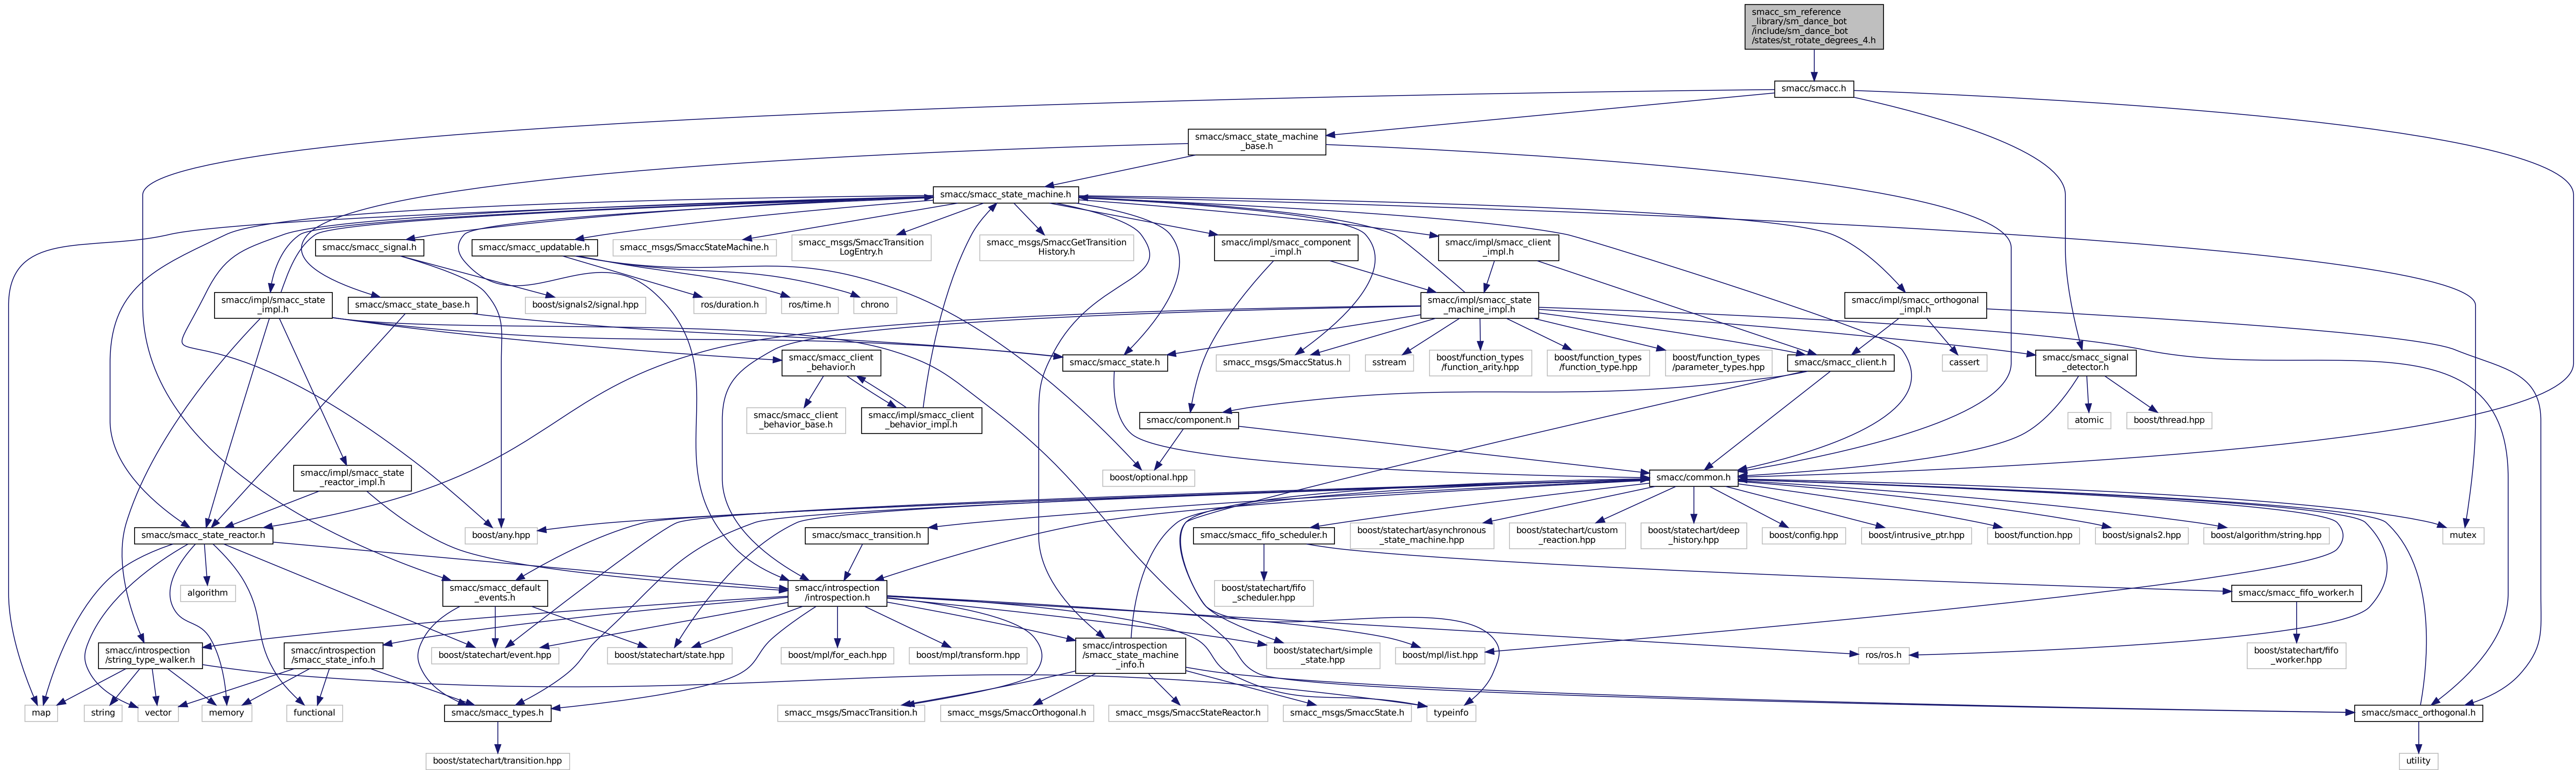 smacc_sm_reference
_library/sm_dance_bot
/include/sm_dance_bot
/states/st_rotate_degrees_4.h
smacc/smacc.h
smacc/smacc_state_machine
_base.h
smacc/smacc_state_machine.h
smacc/smacc_signal.h
smacc/smacc_updatable.h
smacc_msgs/SmaccStateMachine.h
smacc_msgs/SmaccTransition
LogEntry.h
smacc_msgs/SmaccGetTransition
History.h
smacc/impl/smacc_component
_impl.h
smacc/impl/smacc_client
_impl.h
smacc/impl/smacc_state
_impl.h
smacc/smacc_state_base.h
boost/signals2/signal.hpp
ros/duration.h
ros/time.h
chrono
smacc/impl/smacc_state
_machine_impl.h
smacc/impl/smacc_orthogonal
_impl.h
smacc/smacc_client
_behavior.h
smacc/smacc_state.h
smacc_msgs/SmaccStatus.h
sstream
boost/function_types
/function_arity.hpp
boost/function_types
/function_type.hpp
boost/function_types
/parameter_types.hpp
smacc/smacc_client.h
cassert
smacc/smacc_signal
_detector.h
smacc/smacc_client
_behavior_base.h
smacc/impl/smacc_client
_behavior_impl.h
smacc/component.h
atomic
boost/thread.hpp
smacc/impl/smacc_state
_reactor_impl.h
boost/optional.hpp
smacc/common.h
smacc/smacc_state_reactor.h
boost/any.hpp
smacc/smacc_transition.h
smacc/smacc_fifo_scheduler.h
boost/statechart/asynchronous
_state_machine.hpp
boost/statechart/custom
_reaction.hpp
boost/statechart/deep
_history.hpp
boost/config.hpp
boost/intrusive_ptr.hpp
boost/function.hpp
boost/signals2.hpp
boost/algorithm/string.hpp
mutex
algorithm
smacc/smacc_default
_events.h
smacc/introspection
/introspection.h
boost/statechart/fifo
_scheduler.hpp
smacc/smacc_fifo_worker.h
smacc/introspection
/string_type_walker.h
smacc/introspection
/smacc_state_info.h
boost/statechart/event.hpp
boost/statechart/state.hpp
boost/mpl/for_each.hpp
boost/mpl/transform.hpp
smacc/introspection
/smacc_state_machine
_info.h
boost/statechart/simple
_state.hpp
boost/mpl/list.hpp
ros/ros.h
boost/statechart/fifo
_worker.hpp
map
string
vector
memory
functional
smacc/smacc_types.h
smacc_msgs/SmaccTransition.h
smacc_msgs/SmaccOrthogonal.h
smacc_msgs/SmaccStateReactor.h
smacc_msgs/SmaccState.h
typeinfo
smacc/smacc_orthogonal.h
boost/statechart/transition.hpp
utility